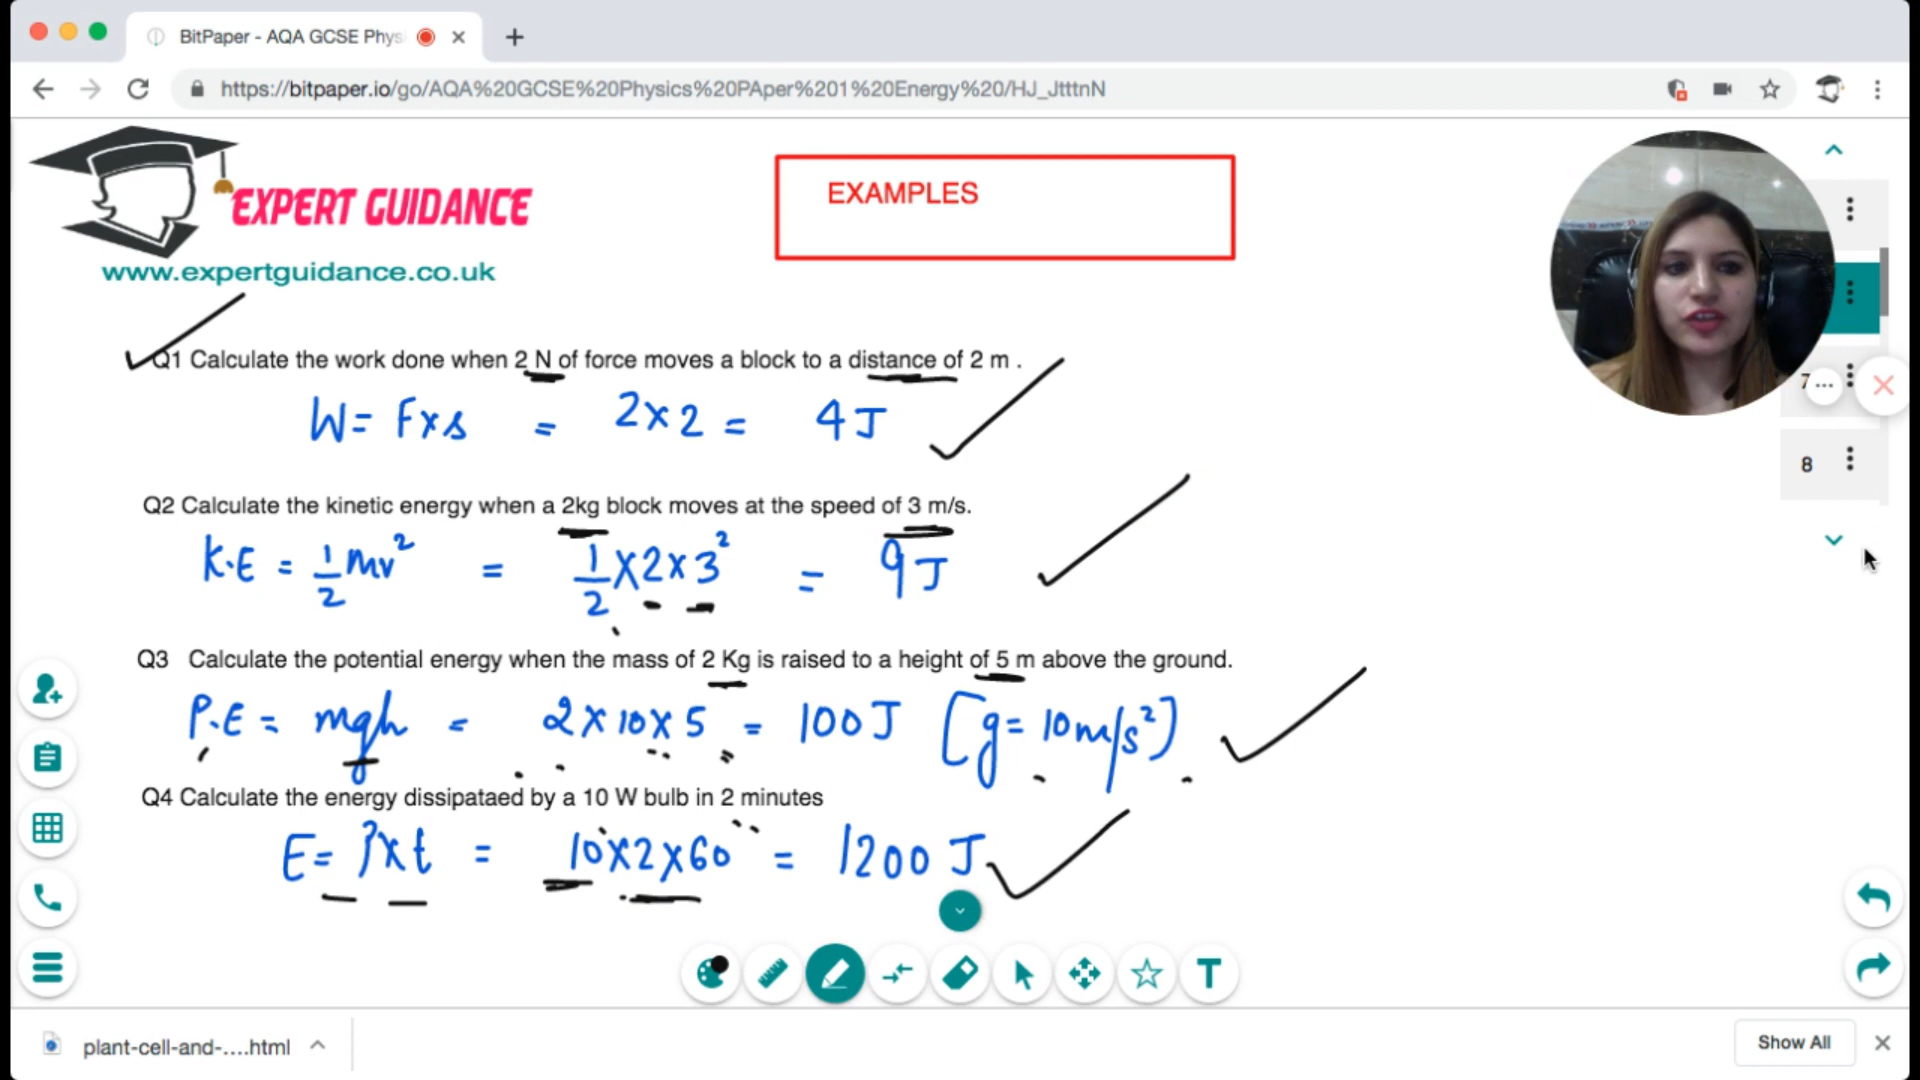 BitPaper - AQA GCSE Phys
https://bitpaper.io/go/AQA%20GCSE%20Physics%20PAper%201%20Energy%20/HJ_JtttnN
EXPERT GUIDANCE
www.expertguidance.co.uk
EXAMPLES
Q1 Calculate the work done when 2 N of force moves a block to a distance of 2 m .
W = F x s = 2 x 2 = 4 J
Q2 Calculate the kinetic energy when a 2kg block moves at the speed of 3 m/s.
K.E = 1/2 mv² = 1/2 x 2 x 3² = 9 J
Q3 Calculate the potential energy when the mass of 2 Kg is raised to a height of 5 m above the ground.
P.E = mgh = 2 x 10 x 5 = 100 J [g = 10 m/s²]
Q4 Calculate the energy dissipataed by a 10 W bulb in 2 minutes
E = P x t = 10 x 2 x 60 = 1200 J
7
8
T
plant-cell-and-....html
Show All